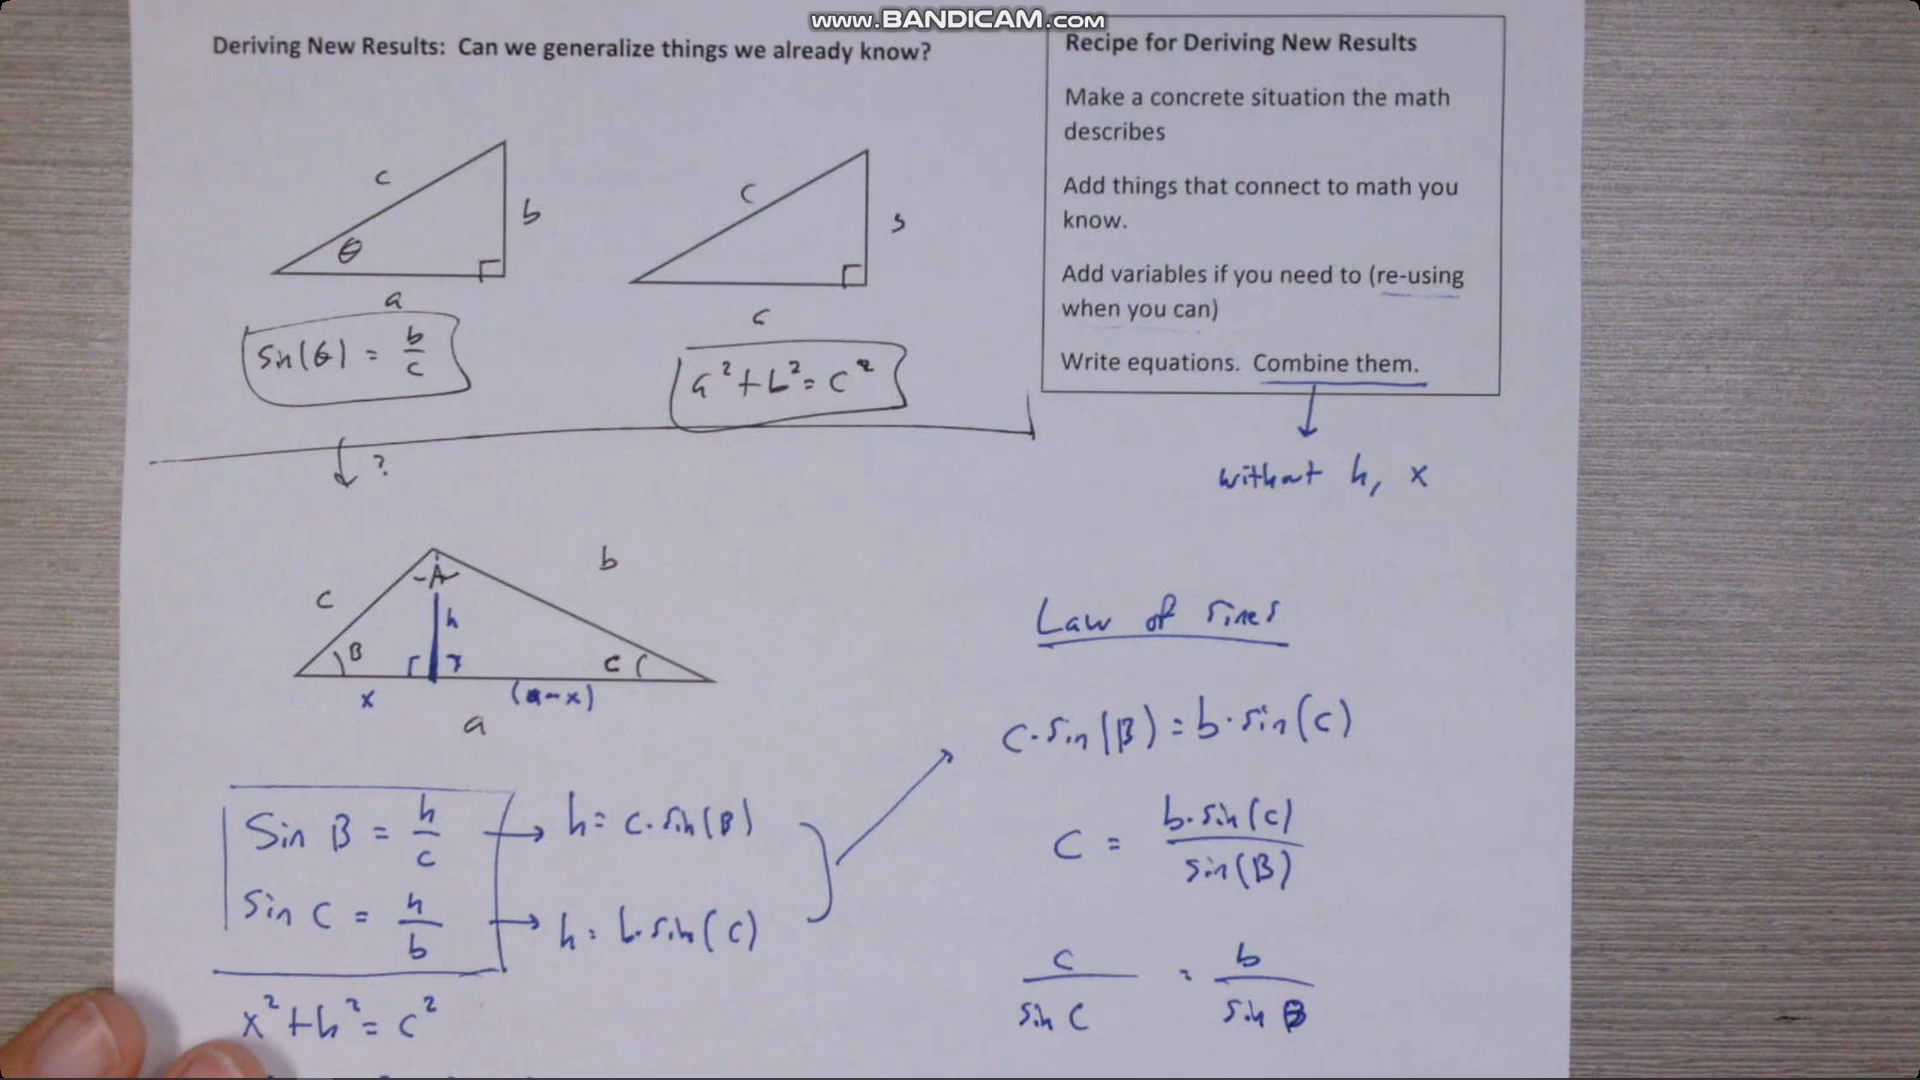 www.BANDICAM.com
Deriving New Results: Can we generalize things we already know?
c
b
θ
a
sin(θ) = b/c
c
a² + b² = c²
?
Recipe for Deriving New Results
Make a concrete situation the math
describes
Add things that connect to math you
know.
Add variables if you need to (re-using
when you can)
Write equations. Combine them.
without h, x
A
b
c
h
B
C
x
(a-x)
a
Sin B = h/c
h = c·sin(B)
Sin C = h/b
h = b·sin(C)
x² + h² = c²
Law of sines
c·sin(B) = b·sin(C)
c = b·sin(C)/sin(B)
c/sin C = b/sin B